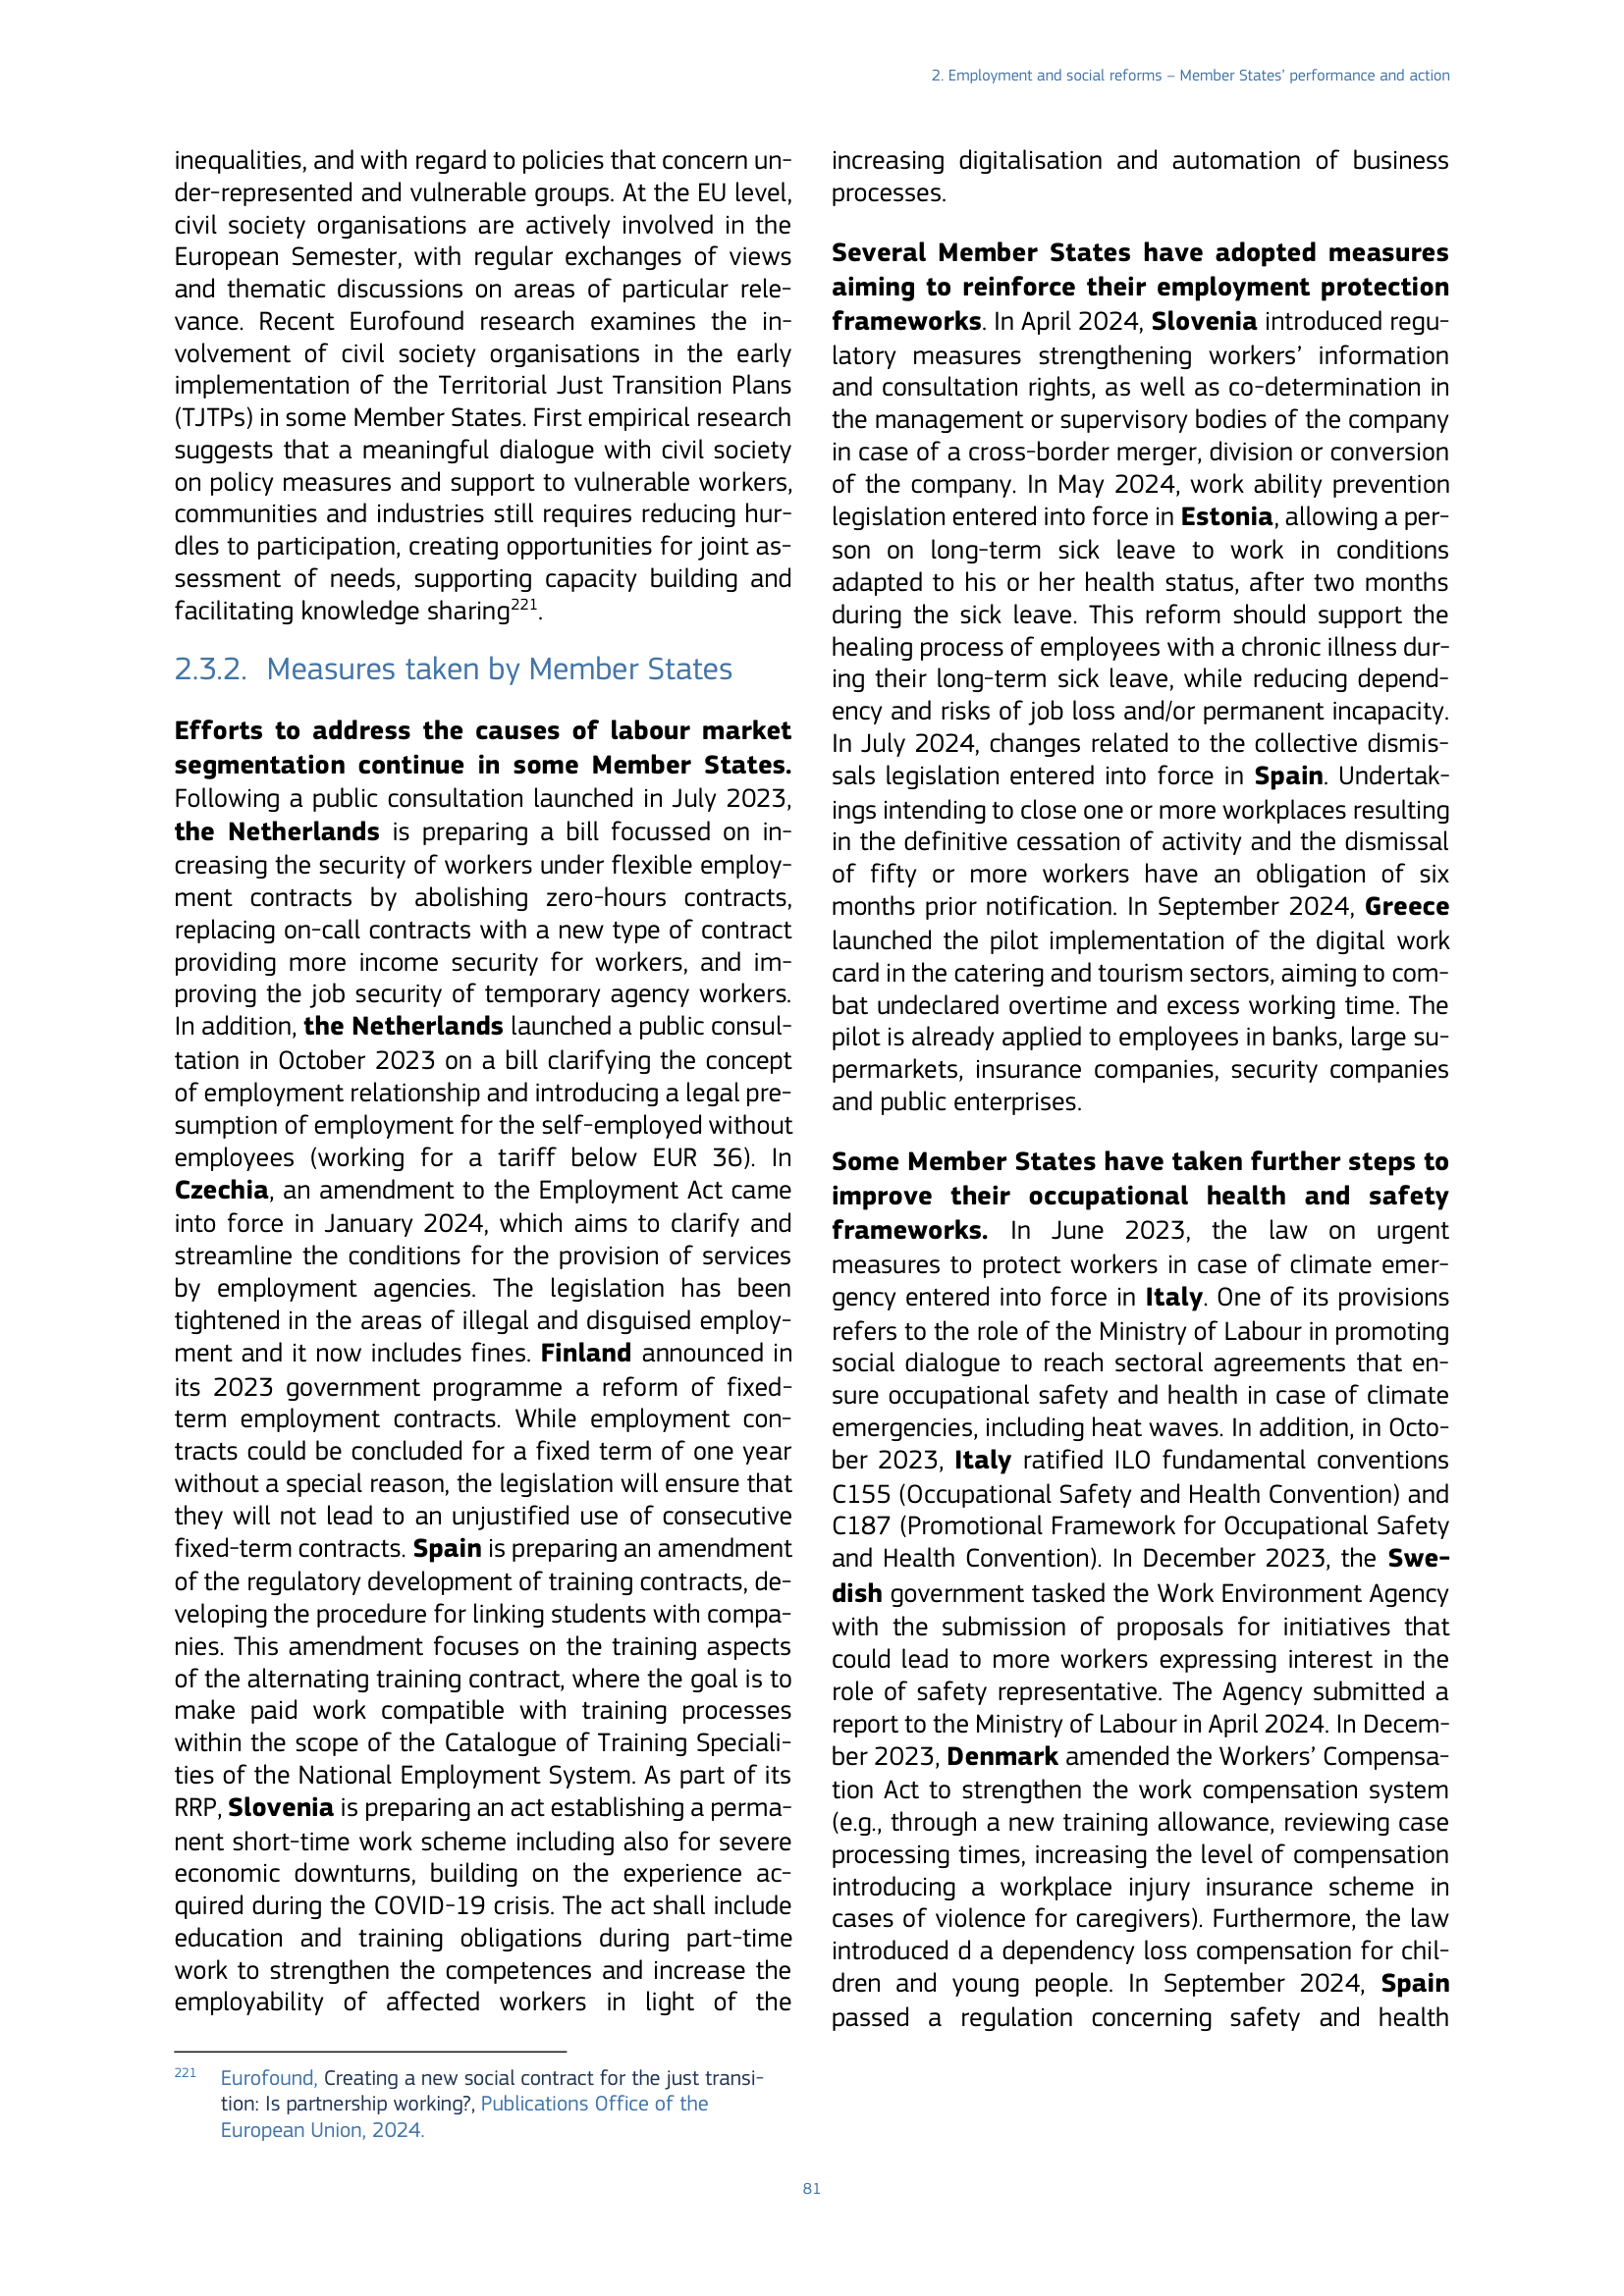 2. Employment and social reforms – Member States’ performance and action
inequalities, and with regard to policies that concern un-
der-represented and vulnerable groups. At the EU level,
civil society organisations are actively involved in the
European Semester, with regular exchanges of views
and thematic discussions on areas of particular rele-
vance. Recent Eurofound research examines the in-
volvement of civil society organisations in the early
implementation of the Territorial Just Transition Plans
(TJTPs) in some Member States. First empirical research
suggests that a meaningful dialogue with civil society
on policy measures and support to vulnerable workers,
communities and industries still requires reducing hur-
dles to participation, creating opportunities for joint as-
sessment of needs, supporting capacity building and
facilitating knowledge sharing221.
2.3.2. Measures taken by Member States
Efforts to address the causes of labour market
segmentation continue in some Member States.
Following a public consultation launched in July 2023,
the Netherlands is preparing a bill focussed on in-
creasing the security of workers under flexible employ-
ment contracts by abolishing zero-hours contracts,
replacing on-call contracts with a new type of contract
providing more income security for workers, and im-
proving the job security of temporary agency workers.
In addition, the Netherlands launched a public consul-
tation in October 2023 on a bill clarifying the concept
of employment relationship and introducing a legal pre-
sumption of employment for the self-employed without
employees (working for a tariff below EUR 36). In
Czechia, an amendment to the Employment Act came
into force in January 2024, which aims to clarify and
streamline the conditions for the provision of services
by employment agencies. The legislation has been
tightened in the areas of illegal and disguised employ-
ment and it now includes fines. Finland announced in
its 2023 government programme a reform of fixed-
term employment contracts. While employment con-
tracts could be concluded for a fixed term of one year
without a special reason, the legislation will ensure that
they will not lead to an unjustified use of consecutive
fixed-term contracts. Spain is preparing an amendment
of the regulatory development of training contracts, de-
veloping the procedure for linking students with compa-
nies. This amendment focuses on the training aspects
of the alternating training contract, where the goal is to
make paid work compatible with training processes
within the scope of the Catalogue of Training Speciali-
ties of the National Employment System. As part of its
RRP, Slovenia is preparing an act establishing a perma-
nent short-time work scheme including also for severe
economic downturns, building on the experience ac-
quired during the COVID-19 crisis. The act shall include
education and training obligations during part-time
work to strengthen the competences and increase the
employability of affected workers in light of the
increasing digitalisation and automation of business
processes.
Several Member States have adopted measures
aiming to reinforce their employment protection
frameworks. In April 2024, Slovenia introduced regu-
latory measures strengthening workers’ information
and consultation rights, as well as co-determination in
the management or supervisory bodies of the company
in case of a cross-border merger, division or conversion
of the company. In May 2024, work ability prevention
legislation entered into force in Estonia, allowing a per-
son on long-term sick leave to work in conditions
adapted to his or her health status, after two months
during the sick leave. This reform should support the
healing process of employees with a chronic illness dur-
ing their long-term sick leave, while reducing depend-
ency and risks of job loss and/or permanent incapacity.
In July 2024, changes related to the collective dismis-
sals legislation entered into force in Spain. Undertak-
ings intending to close one or more workplaces resulting
in the definitive cessation of activity and the dismissal
of fifty or more workers have an obligation of six
months prior notification. In September 2024, Greece
launched the pilot implementation of the digital work
card in the catering and tourism sectors, aiming to com-
bat undeclared overtime and excess working time. The
pilot is already applied to employees in banks, large su-
permarkets, insurance companies, security companies
and public enterprises.
Some Member States have taken further steps to
improve their occupational health and safety
frameworks. In June 2023, the law on urgent
measures to protect workers in case of climate emer-
gency entered into force in Italy. One of its provisions
refers to the role of the Ministry of Labour in promoting
social dialogue to reach sectoral agreements that en-
sure occupational safety and health in case of climate
emergencies, including heat waves. In addition, in Octo-
ber 2023, Italy ratified ILO fundamental conventions
C155 (Occupational Safety and Health Convention) and
C187 (Promotional Framework for Occupational Safety
and Health Convention). In December 2023, the Swe-
dish government tasked the Work Environment Agency
with the submission of proposals for initiatives that
could lead to more workers expressing interest in the
role of safety representative. The Agency submitted a
report to the Ministry of Labour in April 2024. In Decem-
ber 2023, Denmark amended the Workers’ Compensa-
tion Act to strengthen the work compensation system
(e.g., through a new training allowance, reviewing case
processing times, increasing the level of compensation
introducing a workplace injury insurance scheme in
cases of violence for caregivers). Furthermore, the law
introduced d a dependency loss compensation for chil-
dren and young people. In September 2024, Spain
passed a regulation concerning safety and health
221 Eurofound, Creating a new social contract for the just transi-
tion: Is partnership working?, Publications Office of the
European Union, 2024.
81